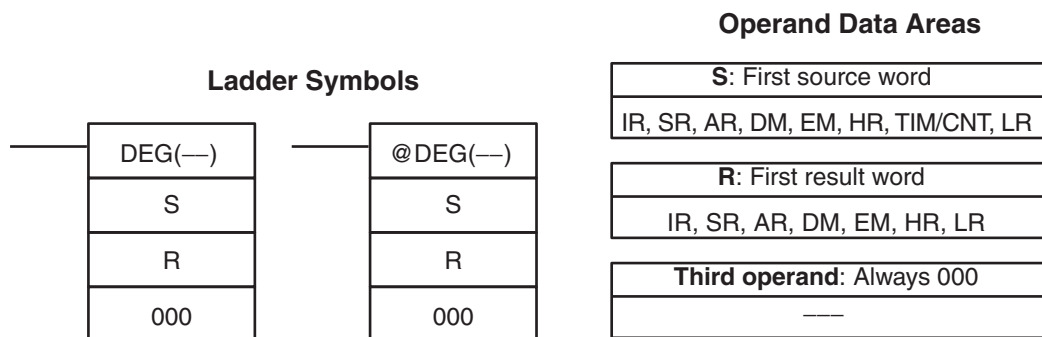 Ladder Symbols
DEG(––)
S
R
000
@DEG(––)
S
R
000
Operand Data Areas
S: First source word
IR, SR, AR, DM, EM, HR, TIM/CNT, LR
R: First result word
IR, SR, AR, DM, EM, HR, LR
Third operand: Always 000
–––